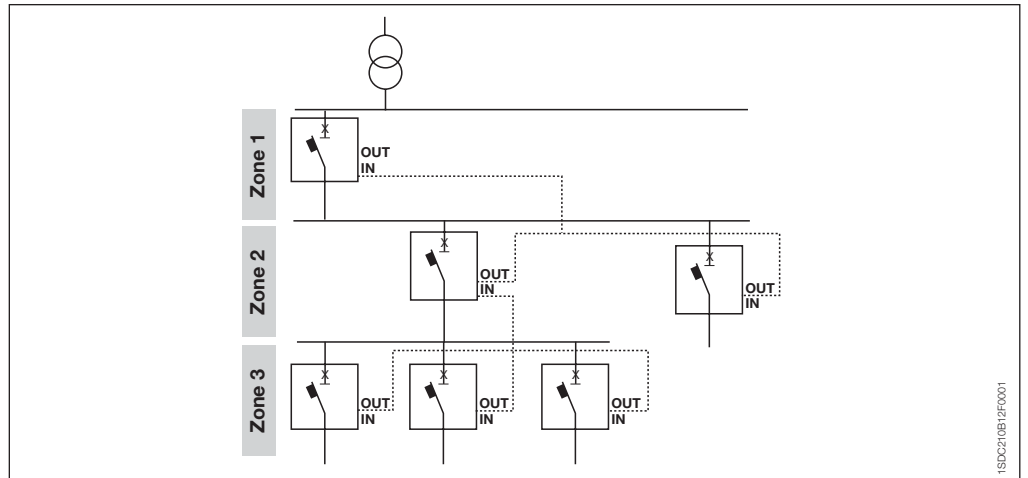 Zone 1
OUT
IN
Zone 2
OUT
IN
OUT
IN
Zone 3
OUT
IN
OUT
IN
OUT
IN
1SDC210B12F0001